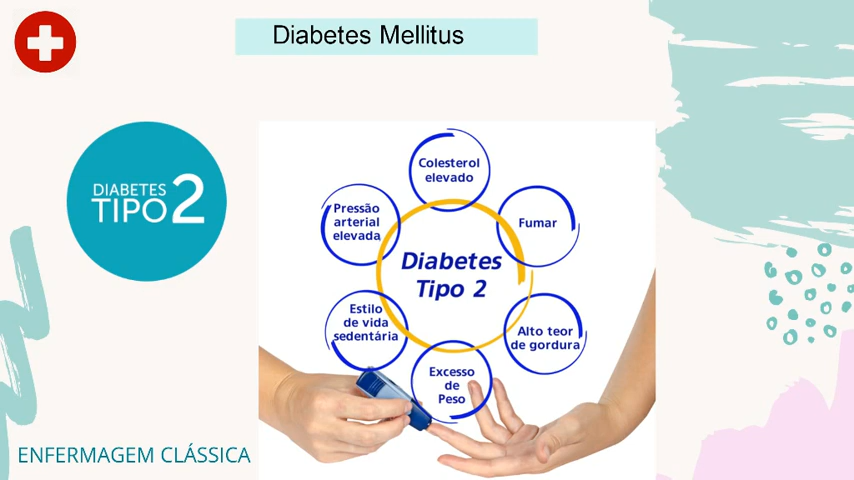 Diabetes Mellitus
DIABETES
TIPO 2
Colesterol
elevado
Pressão
arterial
elevada
Fumar
Diabetes
Tipo 2
Estilo
de vida
sedentária
Alto teor
de gordura
Excesso
de
Peso
ENFERMAGEM CLÁSSICA